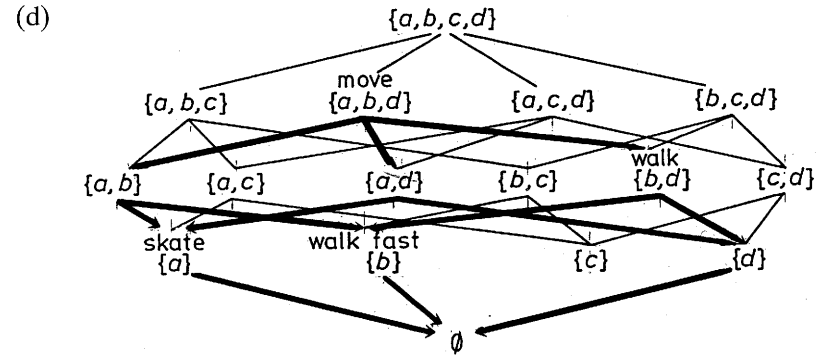 (d)
{a,b,c,d}
move
{a,b,c} {a,b,d} {a,c,d} {b,c,d}
walk
{a,b} {a,c} {a,d} {b,c} {b,d} {c,d}
skate walk fast
{a} {b} {c} {d}
∅